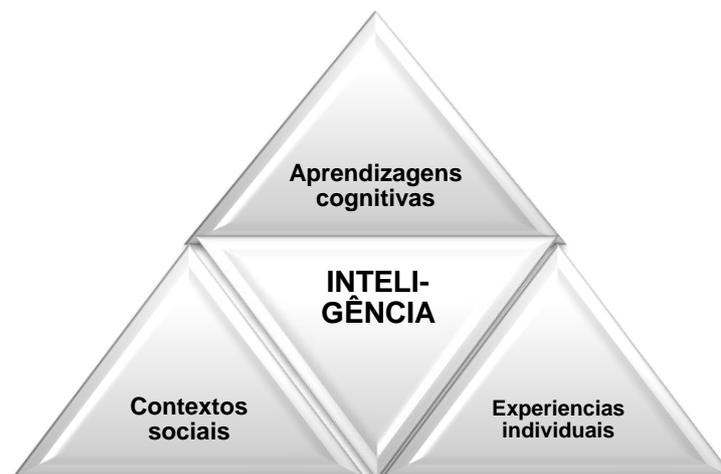 Aprendizagens
cognitivas
INTELI-
GÊNCIA
Contextos
sociais
Experiencias
individuais